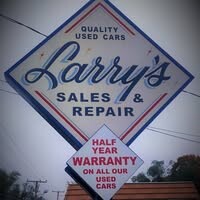 QUALITY
USED CARS
Larry's
SALES &
REPAIR
HALF
YEAR
WARRANTY
ON ALL OUR
USED
CARS